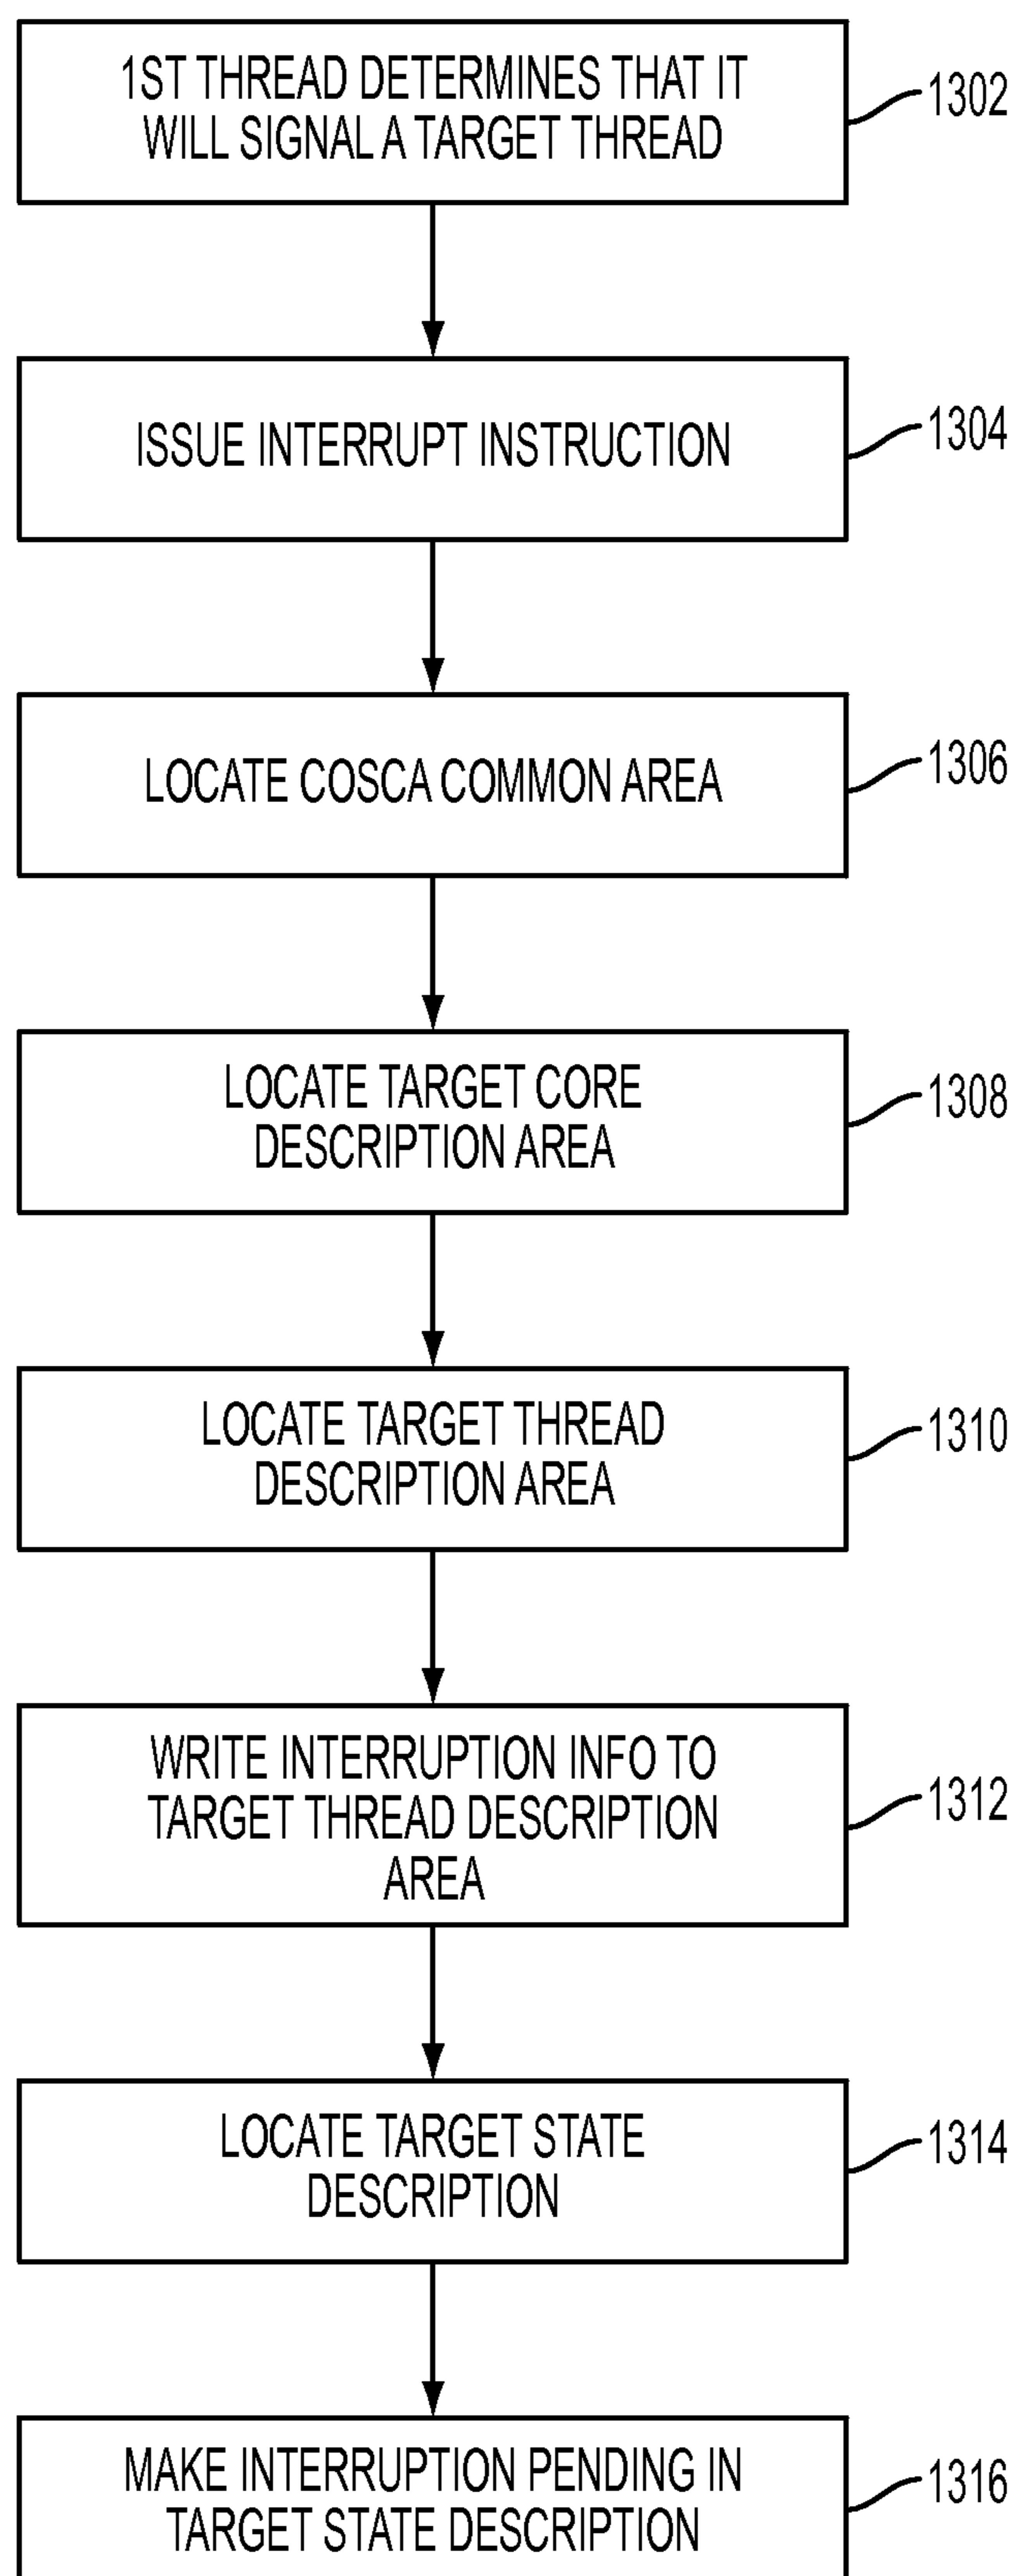 1ST THREAD DETERMINES THAT IT
WILL SIGNAL A TARGET THREAD
1302
ISSUE INTERRUPT INSTRUCTION
1304
LOCATE COSCA COMMON AREA
1306
LOCATE TARGET CORE
DESCRIPTION AREA
1308
LOCATE TARGET THREAD
DESCRIPTION AREA
1310
WRITE INTERRUPTION INFO TO
TARGET THREAD DESCRIPTION
AREA
1312
LOCATE TARGET STATE
DESCRIPTION
1314
MAKE INTERRUPTION PENDING IN
TARGET STATE DESCRIPTION
1316